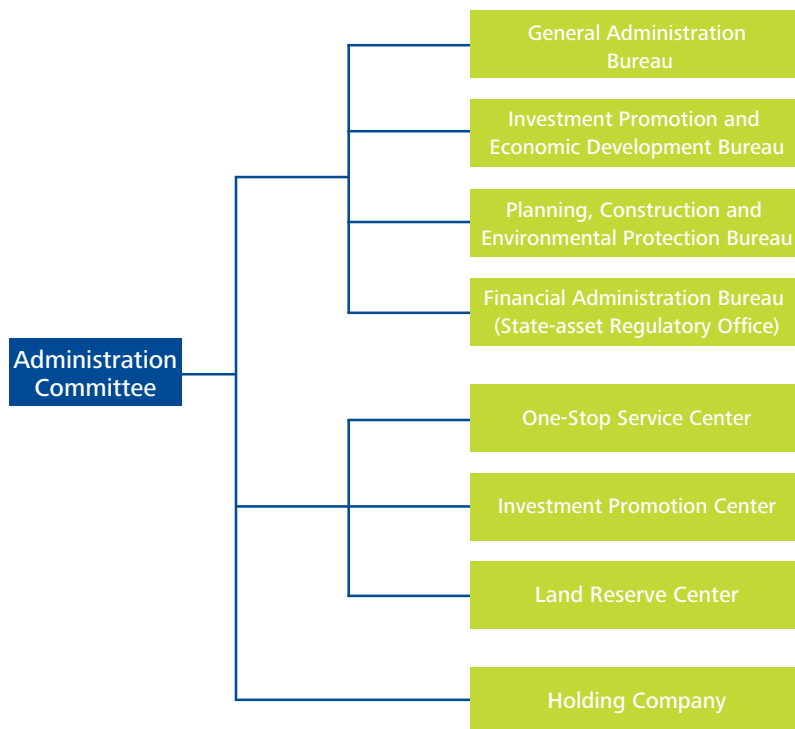 General Administration
Bureau
Investment Promotion and
Economic Development Bureau
Planning, Construction and
Environmental Protection Bureau
Financial Administration Bureau
(State-asset Regulatory Office)
Administration
Committee
One-Stop Service Center
Investment Promotion Center
Land Reserve Center
Holding Company